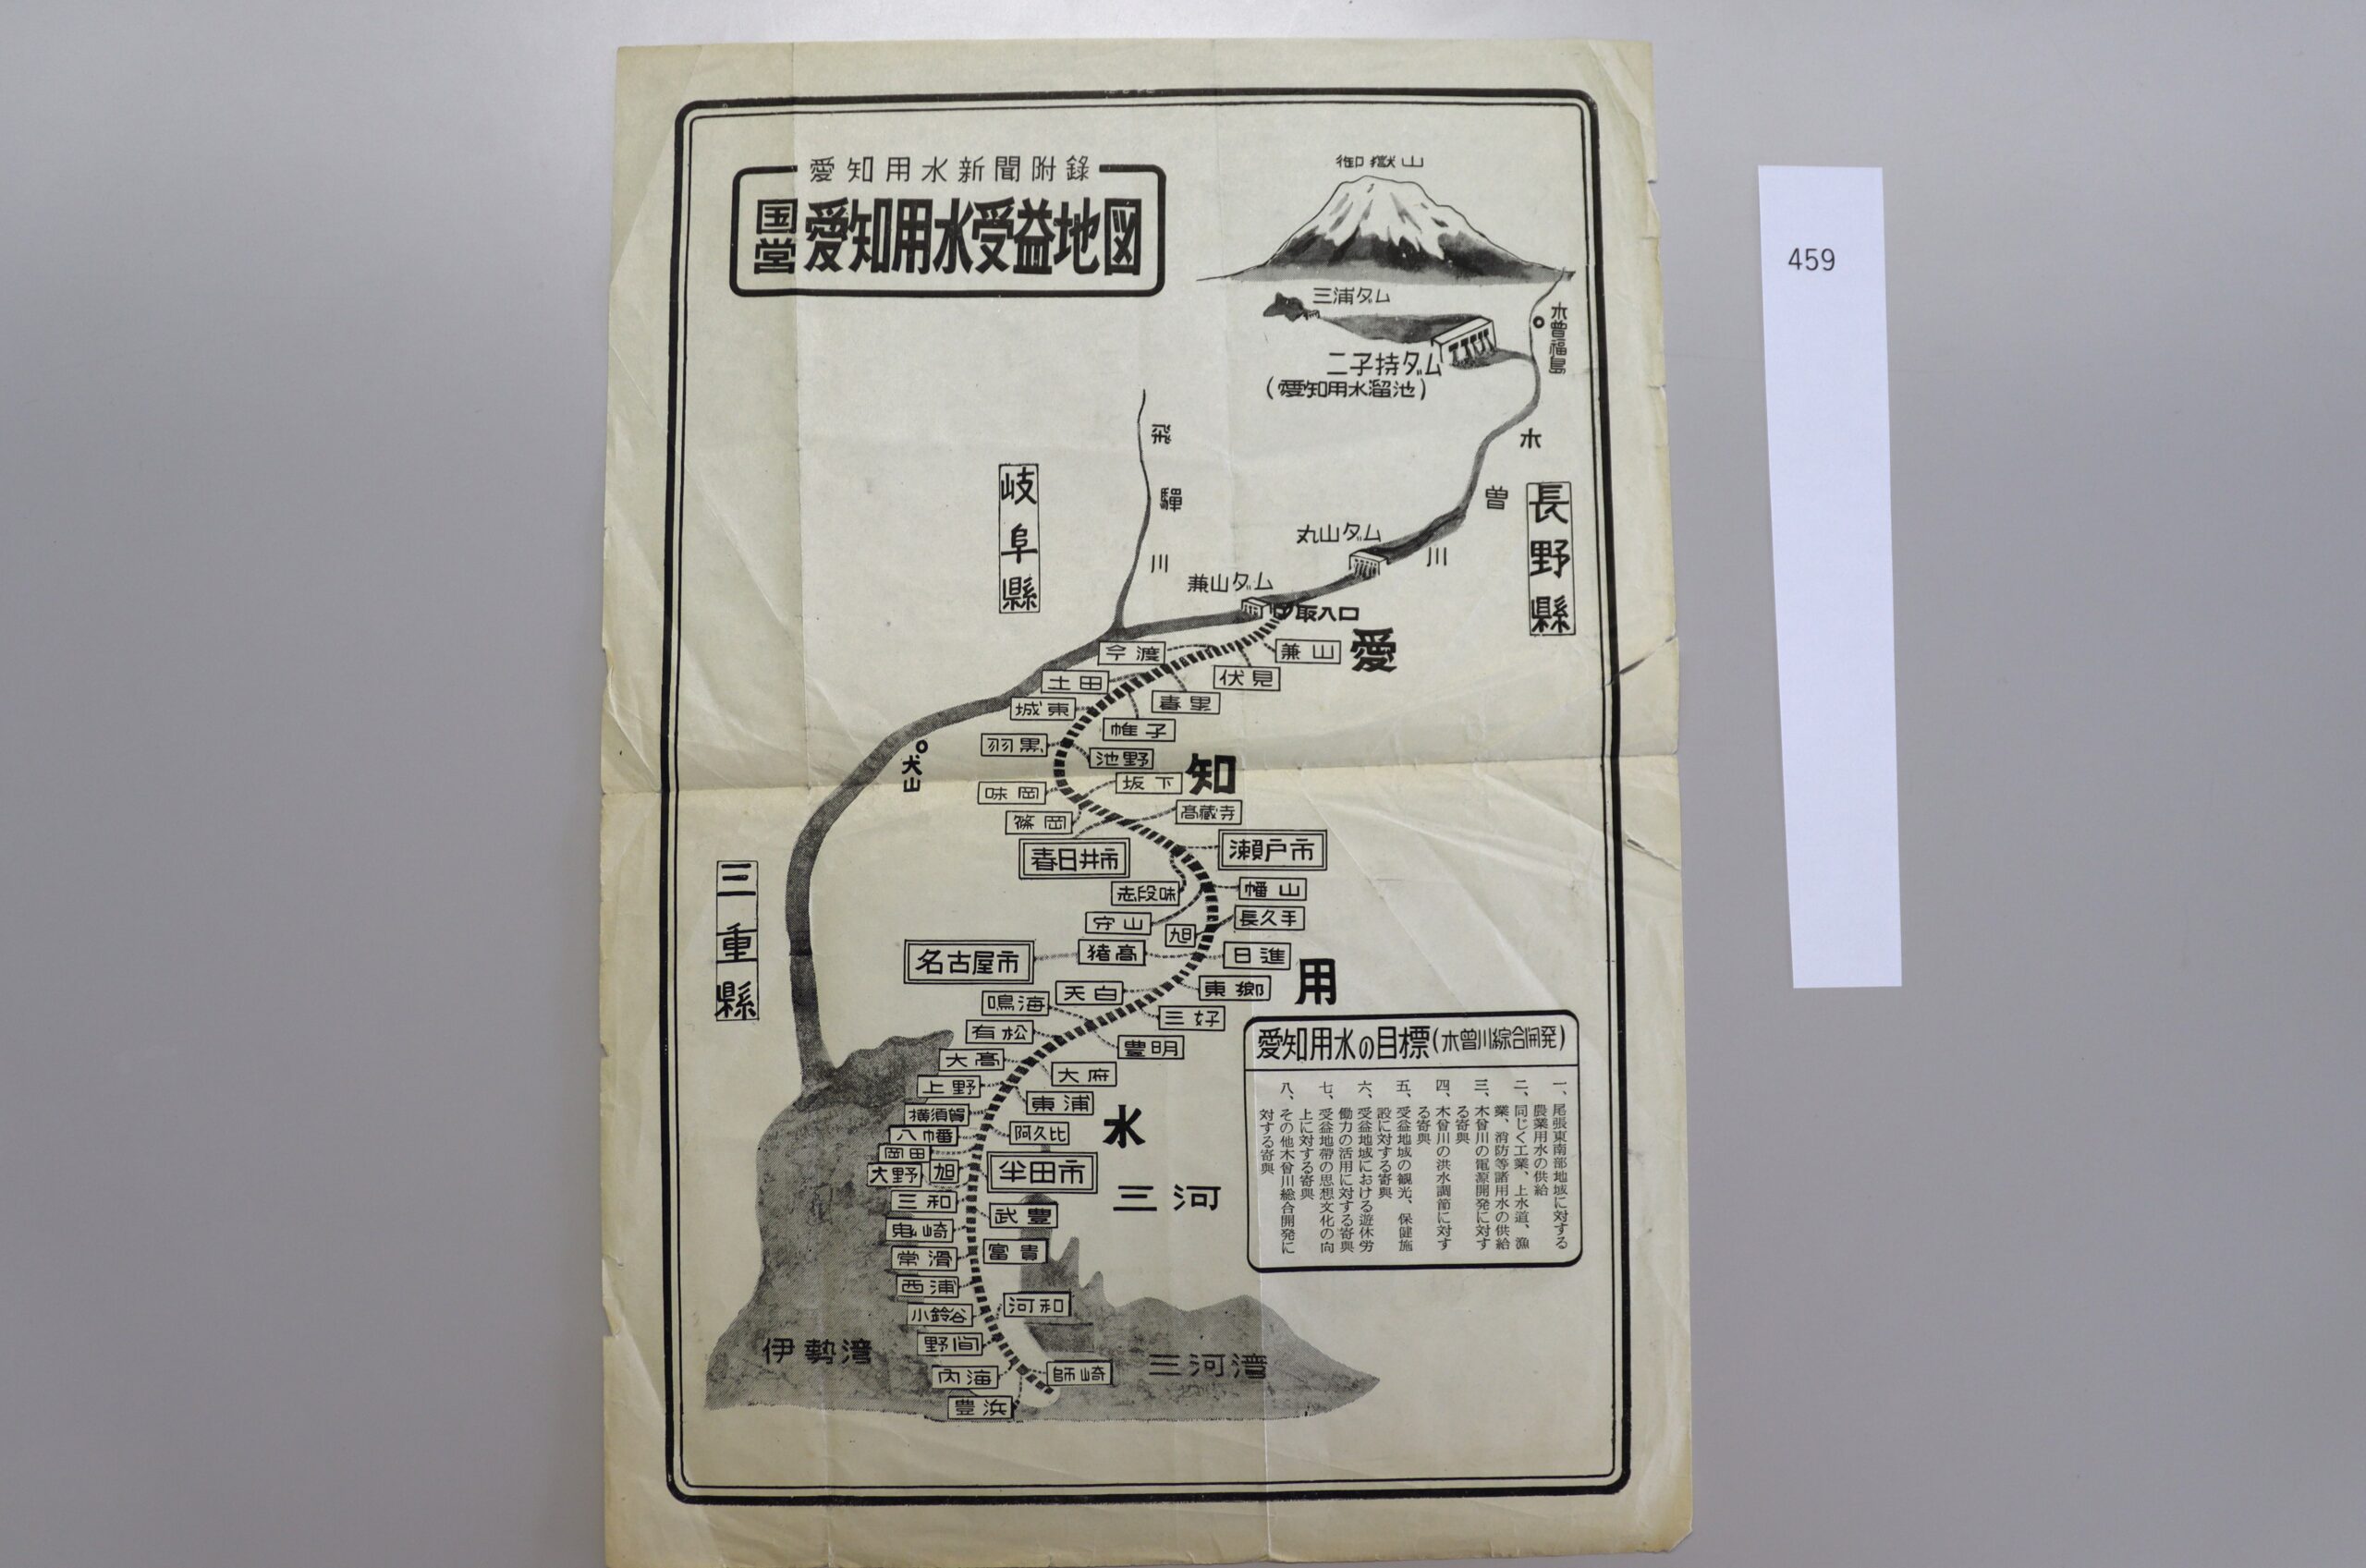 愛知用水新聞附錄
国営 愛知用水受益地図
459
御嶽山
三浦ダム
木曽福島
二子持ダム
(愛知用水溜池)
木曽川
飛驒川
岐阜縣
長野縣
丸山ダム
兼山ダム
取入口
愛知用水
今渡
兼山
土田
伏見
城東
春里
帷子
羽黒
池野
犬山
坂下
味岡
高蔵寺
篠岡
春日井市
瀬戸市
三重縣
志段味
幡山
守山
長久手
旭
名古屋市
猪高
日進
天白
東郷
鳴海
三好
有松
豊明
大高
大府
上野
東浦
横須賀
八幡
阿久比
岡田
大野
旭
半田市
三河
三和
武豊
鬼崎
富貴
常滑
西浦
河和
小鈴谷
野間
伊勢湾
三河湾
内海
師崎
豊浜
愛知用水の目標(木曽川綜合開発)
一、尾張東南部地域に対する
農業用水の供給
二、同じく工業、上水道、漁
業、消防等諸用水の供給
三、木曾川の電源開発に対す
る寄與
四、木曾川の洪水調節に対す
る寄與
五、受益地域の観光、保健施
設に対する寄與
六、受益地域における遊休労
働力の活用に対する寄與
七、受益地帯の思想文化の向
上に対する寄與
八、その他木曾川総合開発に
対する寄與